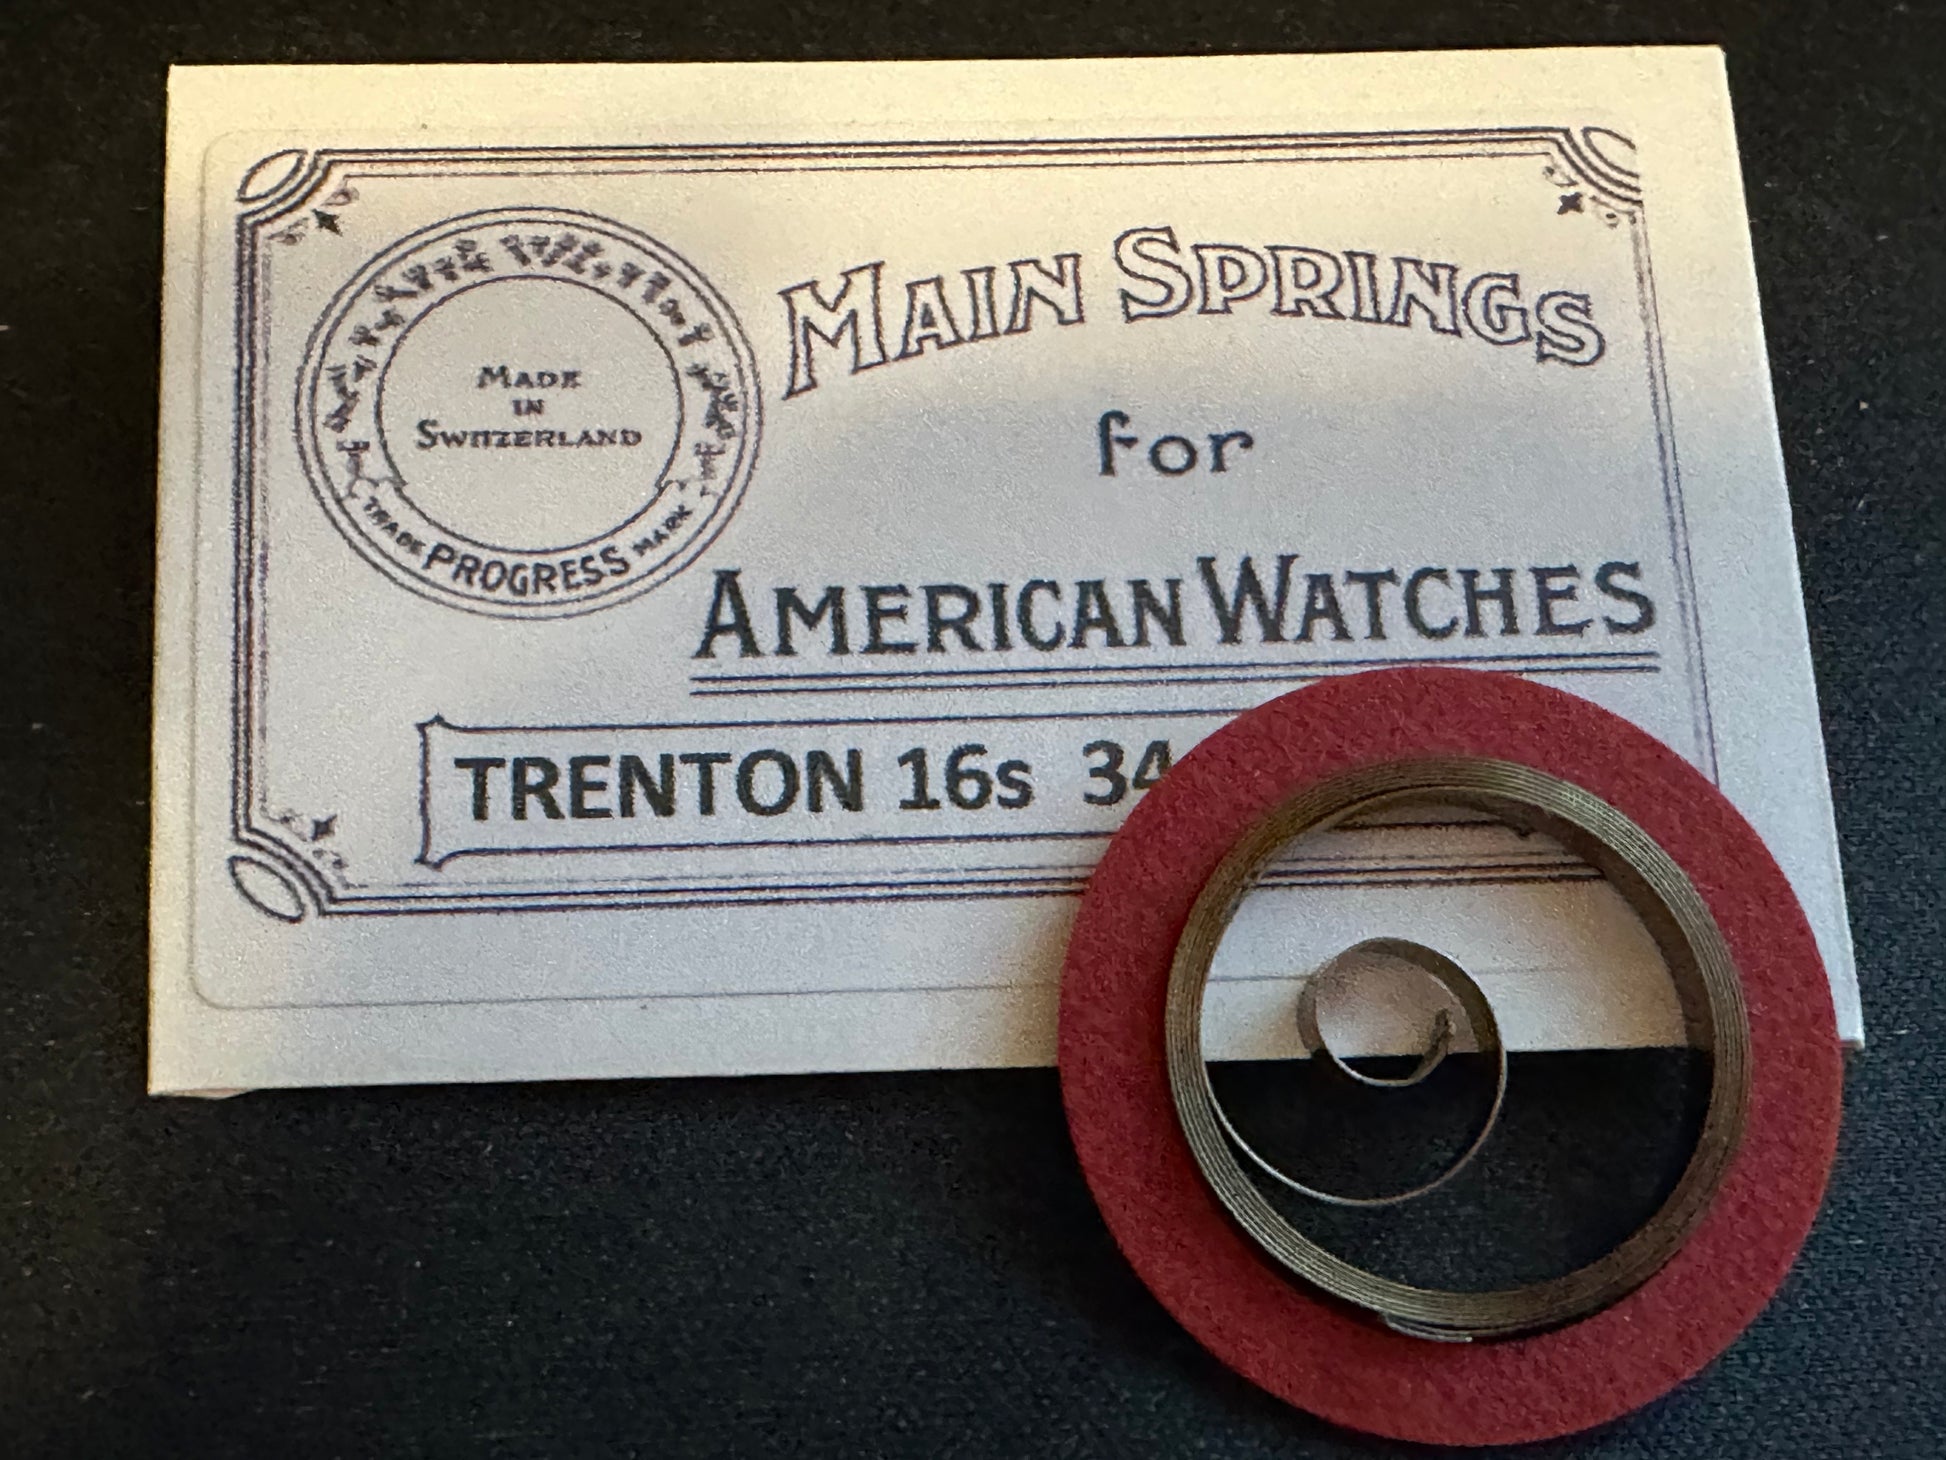 MADE
IN
SWITZERLAND
TRADE PROGRESS MARK
MAIN SPRINGS
for
AMERICAN WATCHES
TRENTON 16s 34